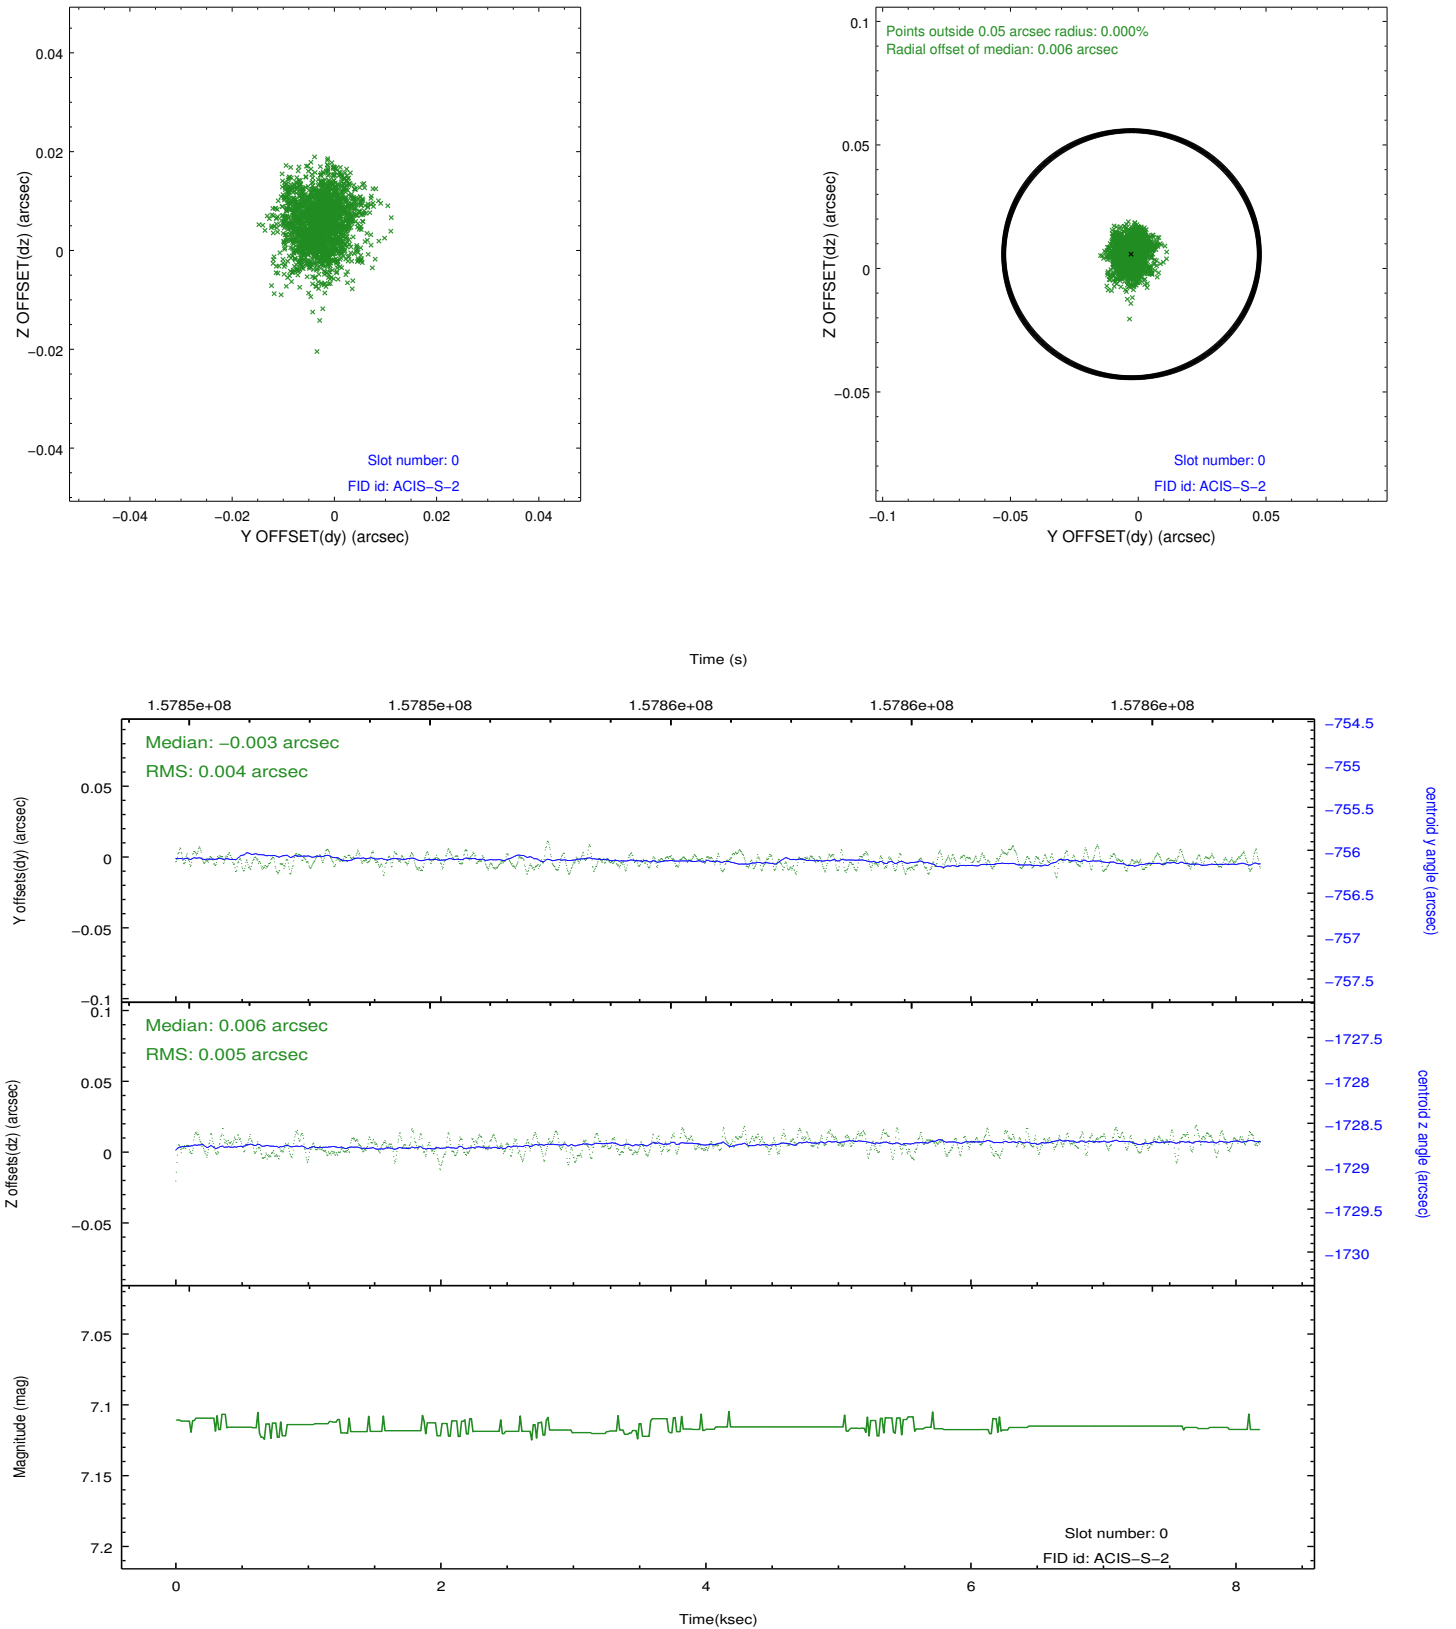 0.04
0.02
0
−0.02
−0.04
Z OFFSET(dz) (arcsec)
Slot number: 0
FID id: ACIS−S−2
−0.04
−0.02
0
0.02
0.04
Y OFFSET(dy) (arcsec)
Points outside 0.05 arcsec radius: 0.000%
Radial offset of median: 0.006 arcsec
0.1
0.05
0
−0.05
Z OFFSET(dz) (arcsec)
Slot number: 0
FID id: ACIS−S−2
−0.1
−0.05
0
0.05
Y OFFSET(dy) (arcsec)
Time (s)
1.5785e+08
1.5785e+08
1.5786e+08
1.5786e+08
1.5786e+08
Median: −0.003 arcsec
RMS: 0.004 arcsec
0.05
0
−0.05
−0.1
Y offsets(dy) (arcsec)
−754.5
−755
−755.5
−756
−756.5
−757
−757.5
centroid y angle (arcsec)
Median: 0.006 arcsec
RMS: 0.005 arcsec
0.1
0.05
0
−0.05
Z offsets(dz) (arcsec)
−1727.5
−1728
−1728.5
−1729
−1729.5
−1730
centroid z angle (arcsec)
7.05
7.1
7.15
7.2
Magnitude (mag)
Slot number: 0
FID id: ACIS−S−2
0
2
4
6
8
Time(ksec)